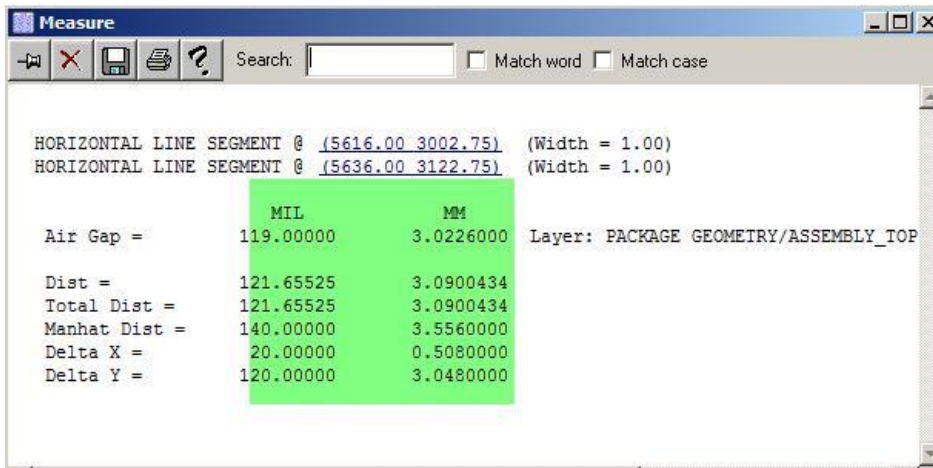 Measure
Search: Match word Match case
HORIZONTAL LINE SEGMENT @ (5616.00 3002.75) (Width = 1.00)
HORIZONTAL LINE SEGMENT @ (5636.00 3122.75) (Width = 1.00)
MIL MM
Air Gap = 119.00000 3.0226000 Layer: PACKAGE GEOMETRY/ASSEMBLY_TOP
Dist = 121.65525 3.0900434
Total Dist = 121.65525 3.0900434
Manhat Dist = 140.00000 3.5560000
Delta X = 20.00000 0.5080000
Delta Y = 120.00000 3.0480000